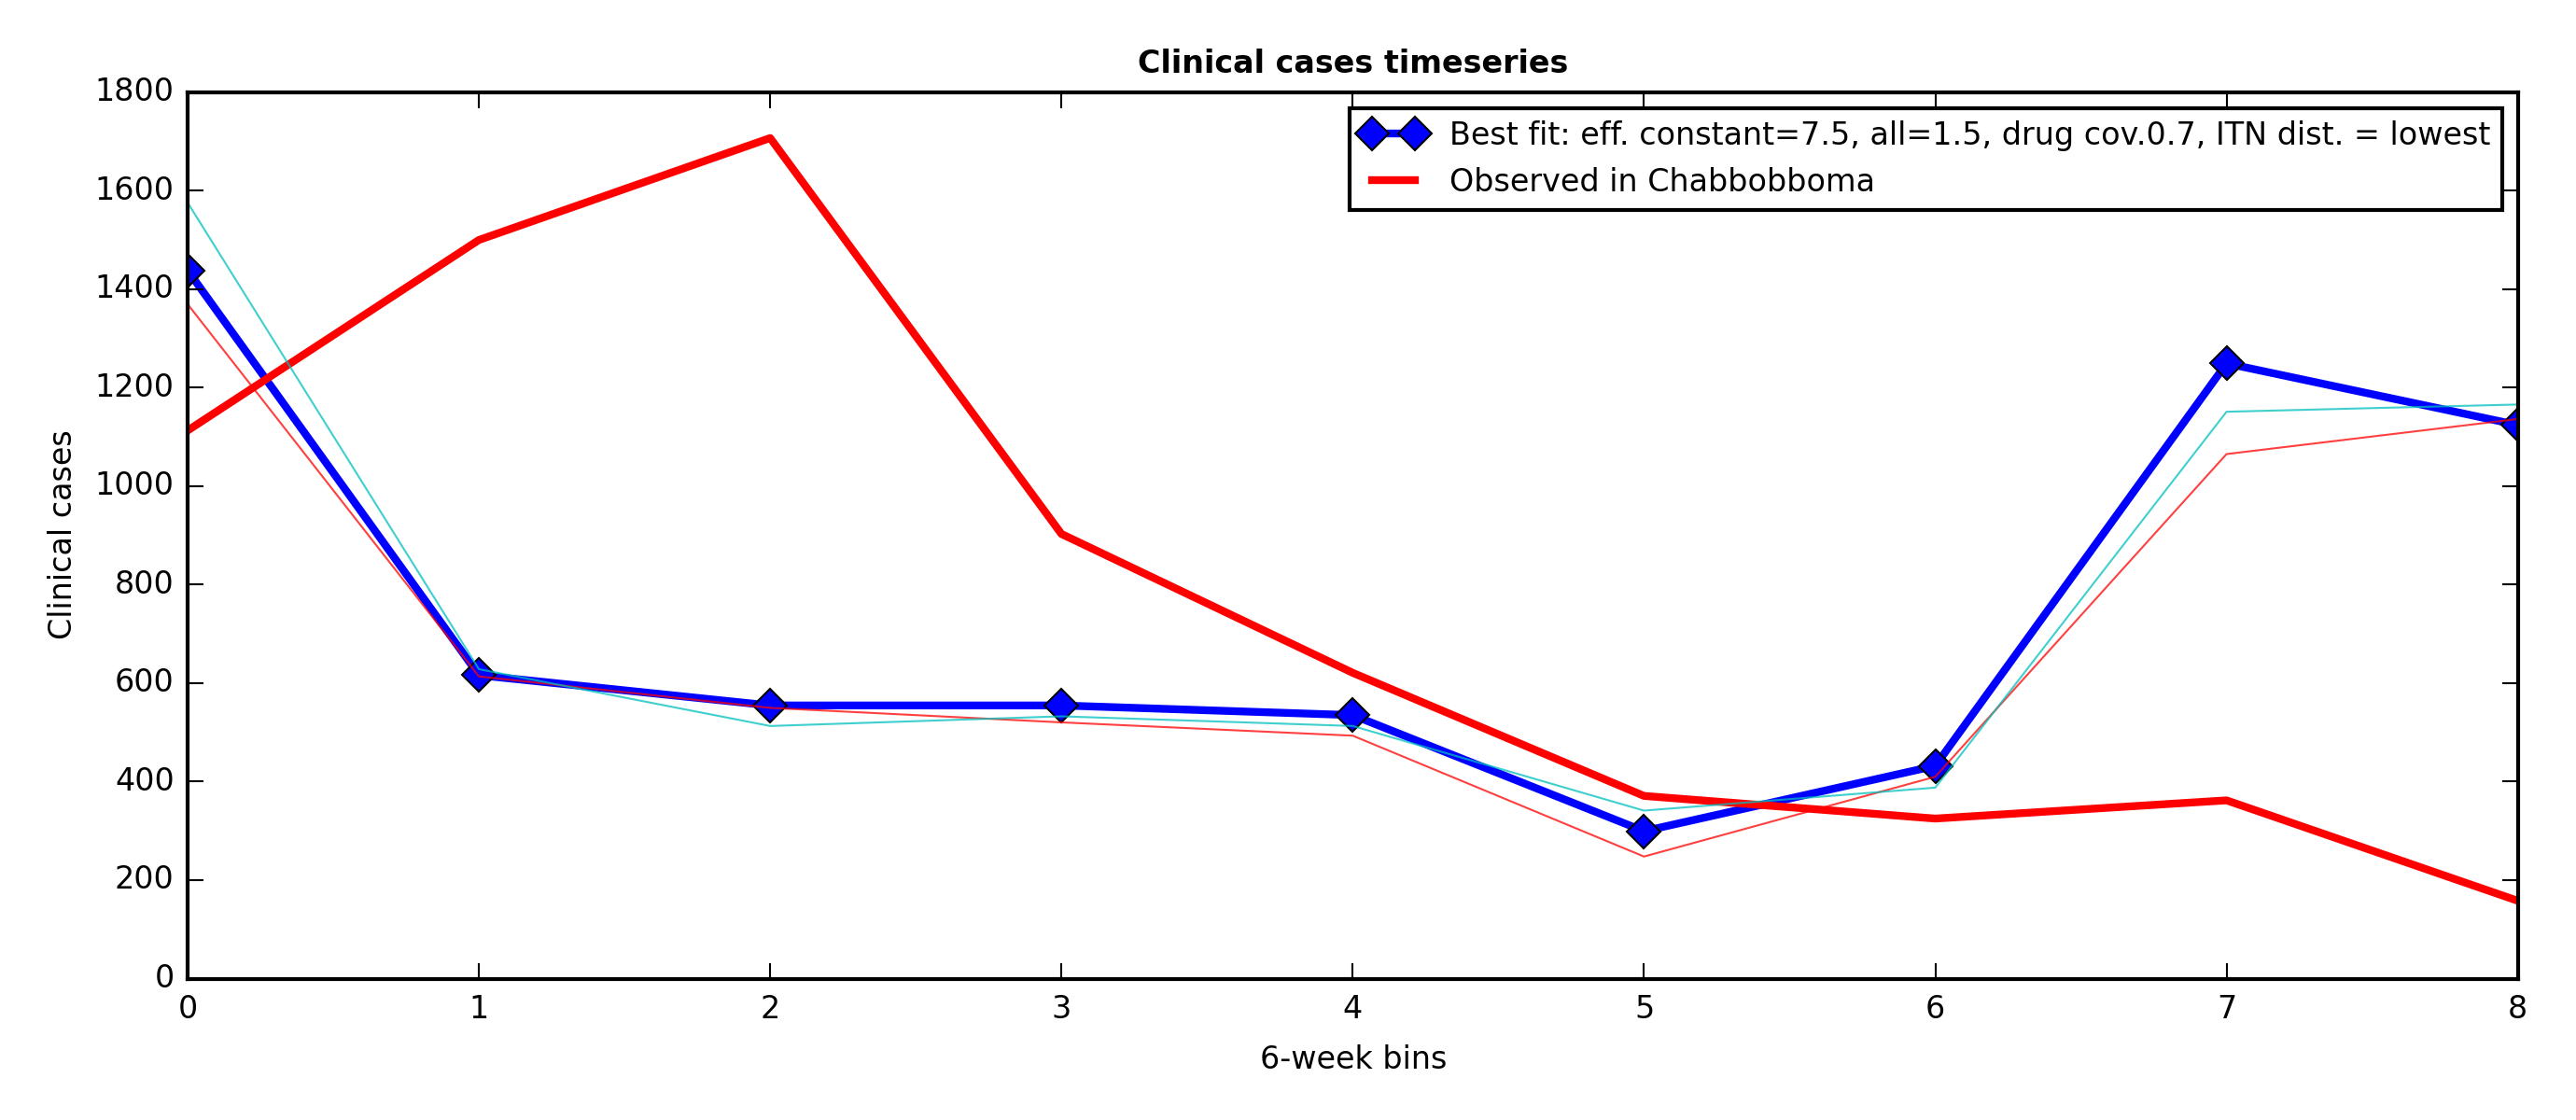 Clinical cases timeseries
1800
1600
1400
1200
1000
800
600
400
200
0
Clinical cases
Best fit: eff. constant=7.5, all=1.5, drug cov.0.7, ITN dist. = lowest
Observed in Chabbobboma
0 1 2 3 4 5 6 7 8
6-week bins